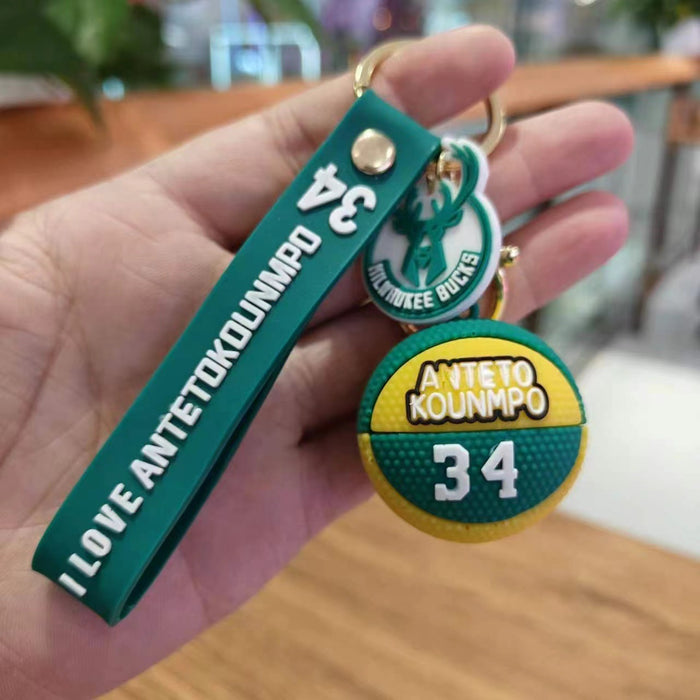 I LOVE ANTETOKOUNMPO
34
MILWAUKEE BUCKS
ANTETO
KOUNMPO
34